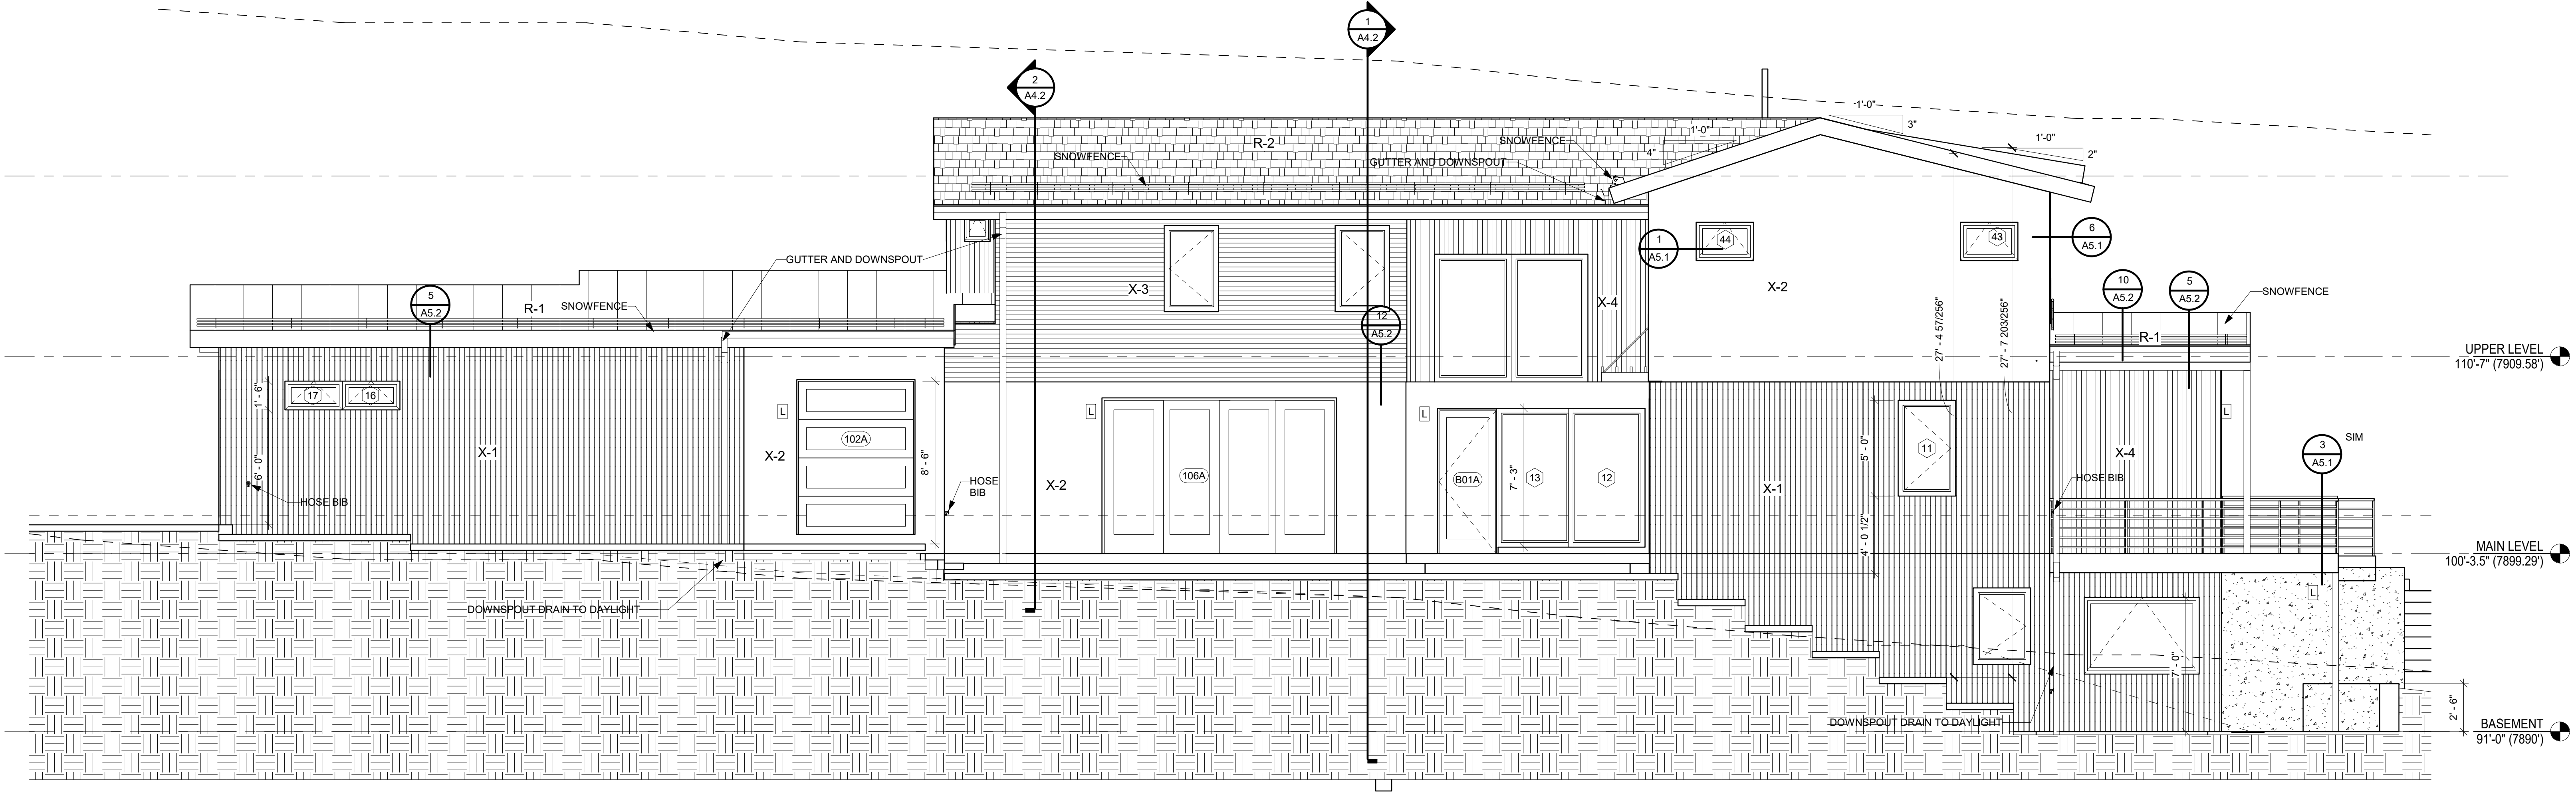 1
A4.2
2
A4.2
1'-0"
3"
1'-0"
2"
R-2
SNOWFENCE
SNOWFENCE
1'-0"
4"
GUTTER AND DOWNSPOUT
44
43
1
A5.1
6
A5.1
GUTTER AND DOWNSPOUT
X-3
X-4
X-2
5
A5.2
R-1
SNOWFENCE
12
A5.2
27' - 4 57/256"
27' - 7 203/256"
10
A5.2
5
A5.2
SNOWFENCE
R-1
UPPER LEVEL
110'-7" (7909.58')
17
16
1' - 6"
6' - 0"
HOSE BIB
X-1
L
X-2
102A
8' - 6"
HOSE
BIB
L
X-2
106A
L
B01A
7' - 3"
13
12
X-1
5' - 0"
4' - 0 1/2"
11
X-4
L
HOSE BIB
3
A5.1
SIM
MAIN LEVEL
100'-3.5" (7899.29')
DOWNSPOUT DRAIN TO DAYLIGHT
L
7' - 0"
DOWNSPOUT DRAIN TO DAYLIGHT
2' - 6"
BASEMENT
91'-0" (7890')